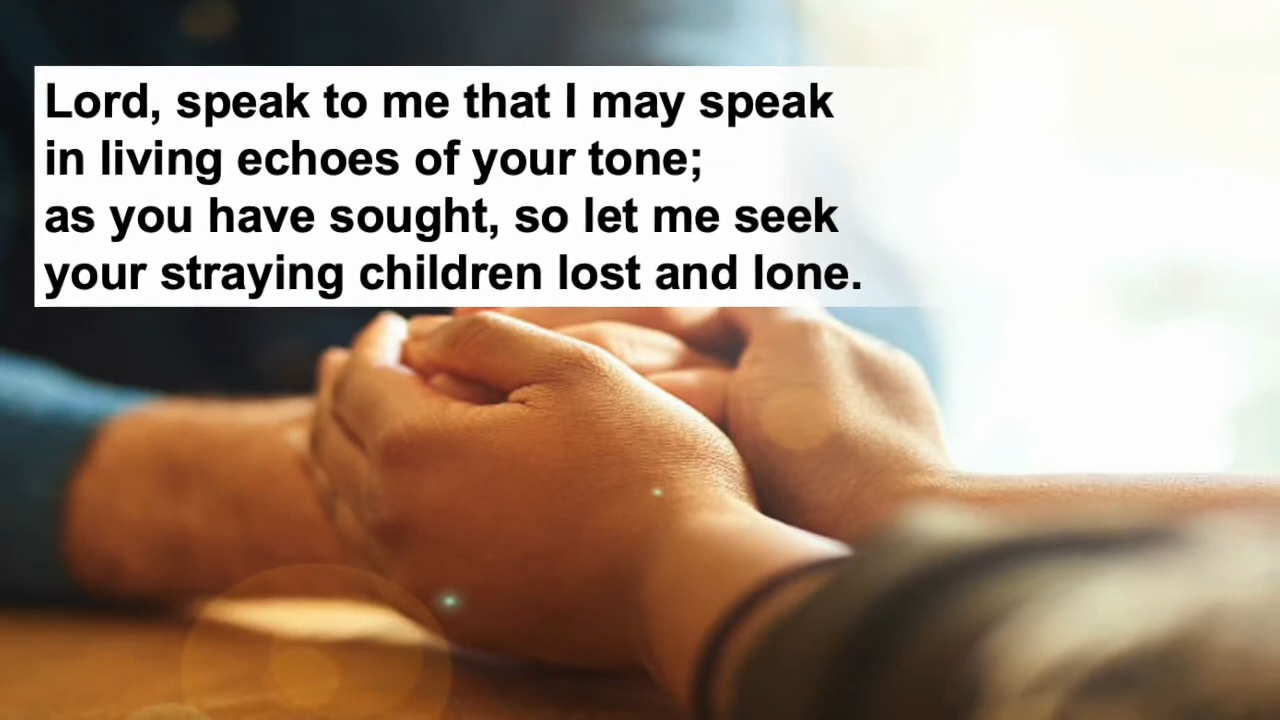 Lord, speak to me that I may speak
in living echoes of your tone;
as you have sought, so let me seek
your straying children lost and lone.